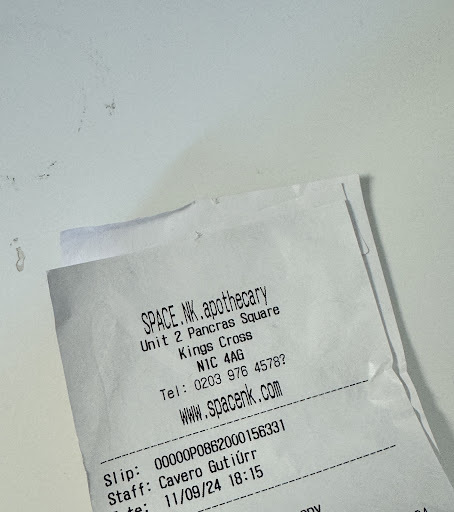 SPACE.NK.apothecary
Unit 2 Pancras Square
Kings Cross
N1C 4AG
Tel: 0203 976 4578?
www.spacenk.com
Slip: 00000P0862000156331
Staff: Cavero Gutiúrr
11/09/24 18:15